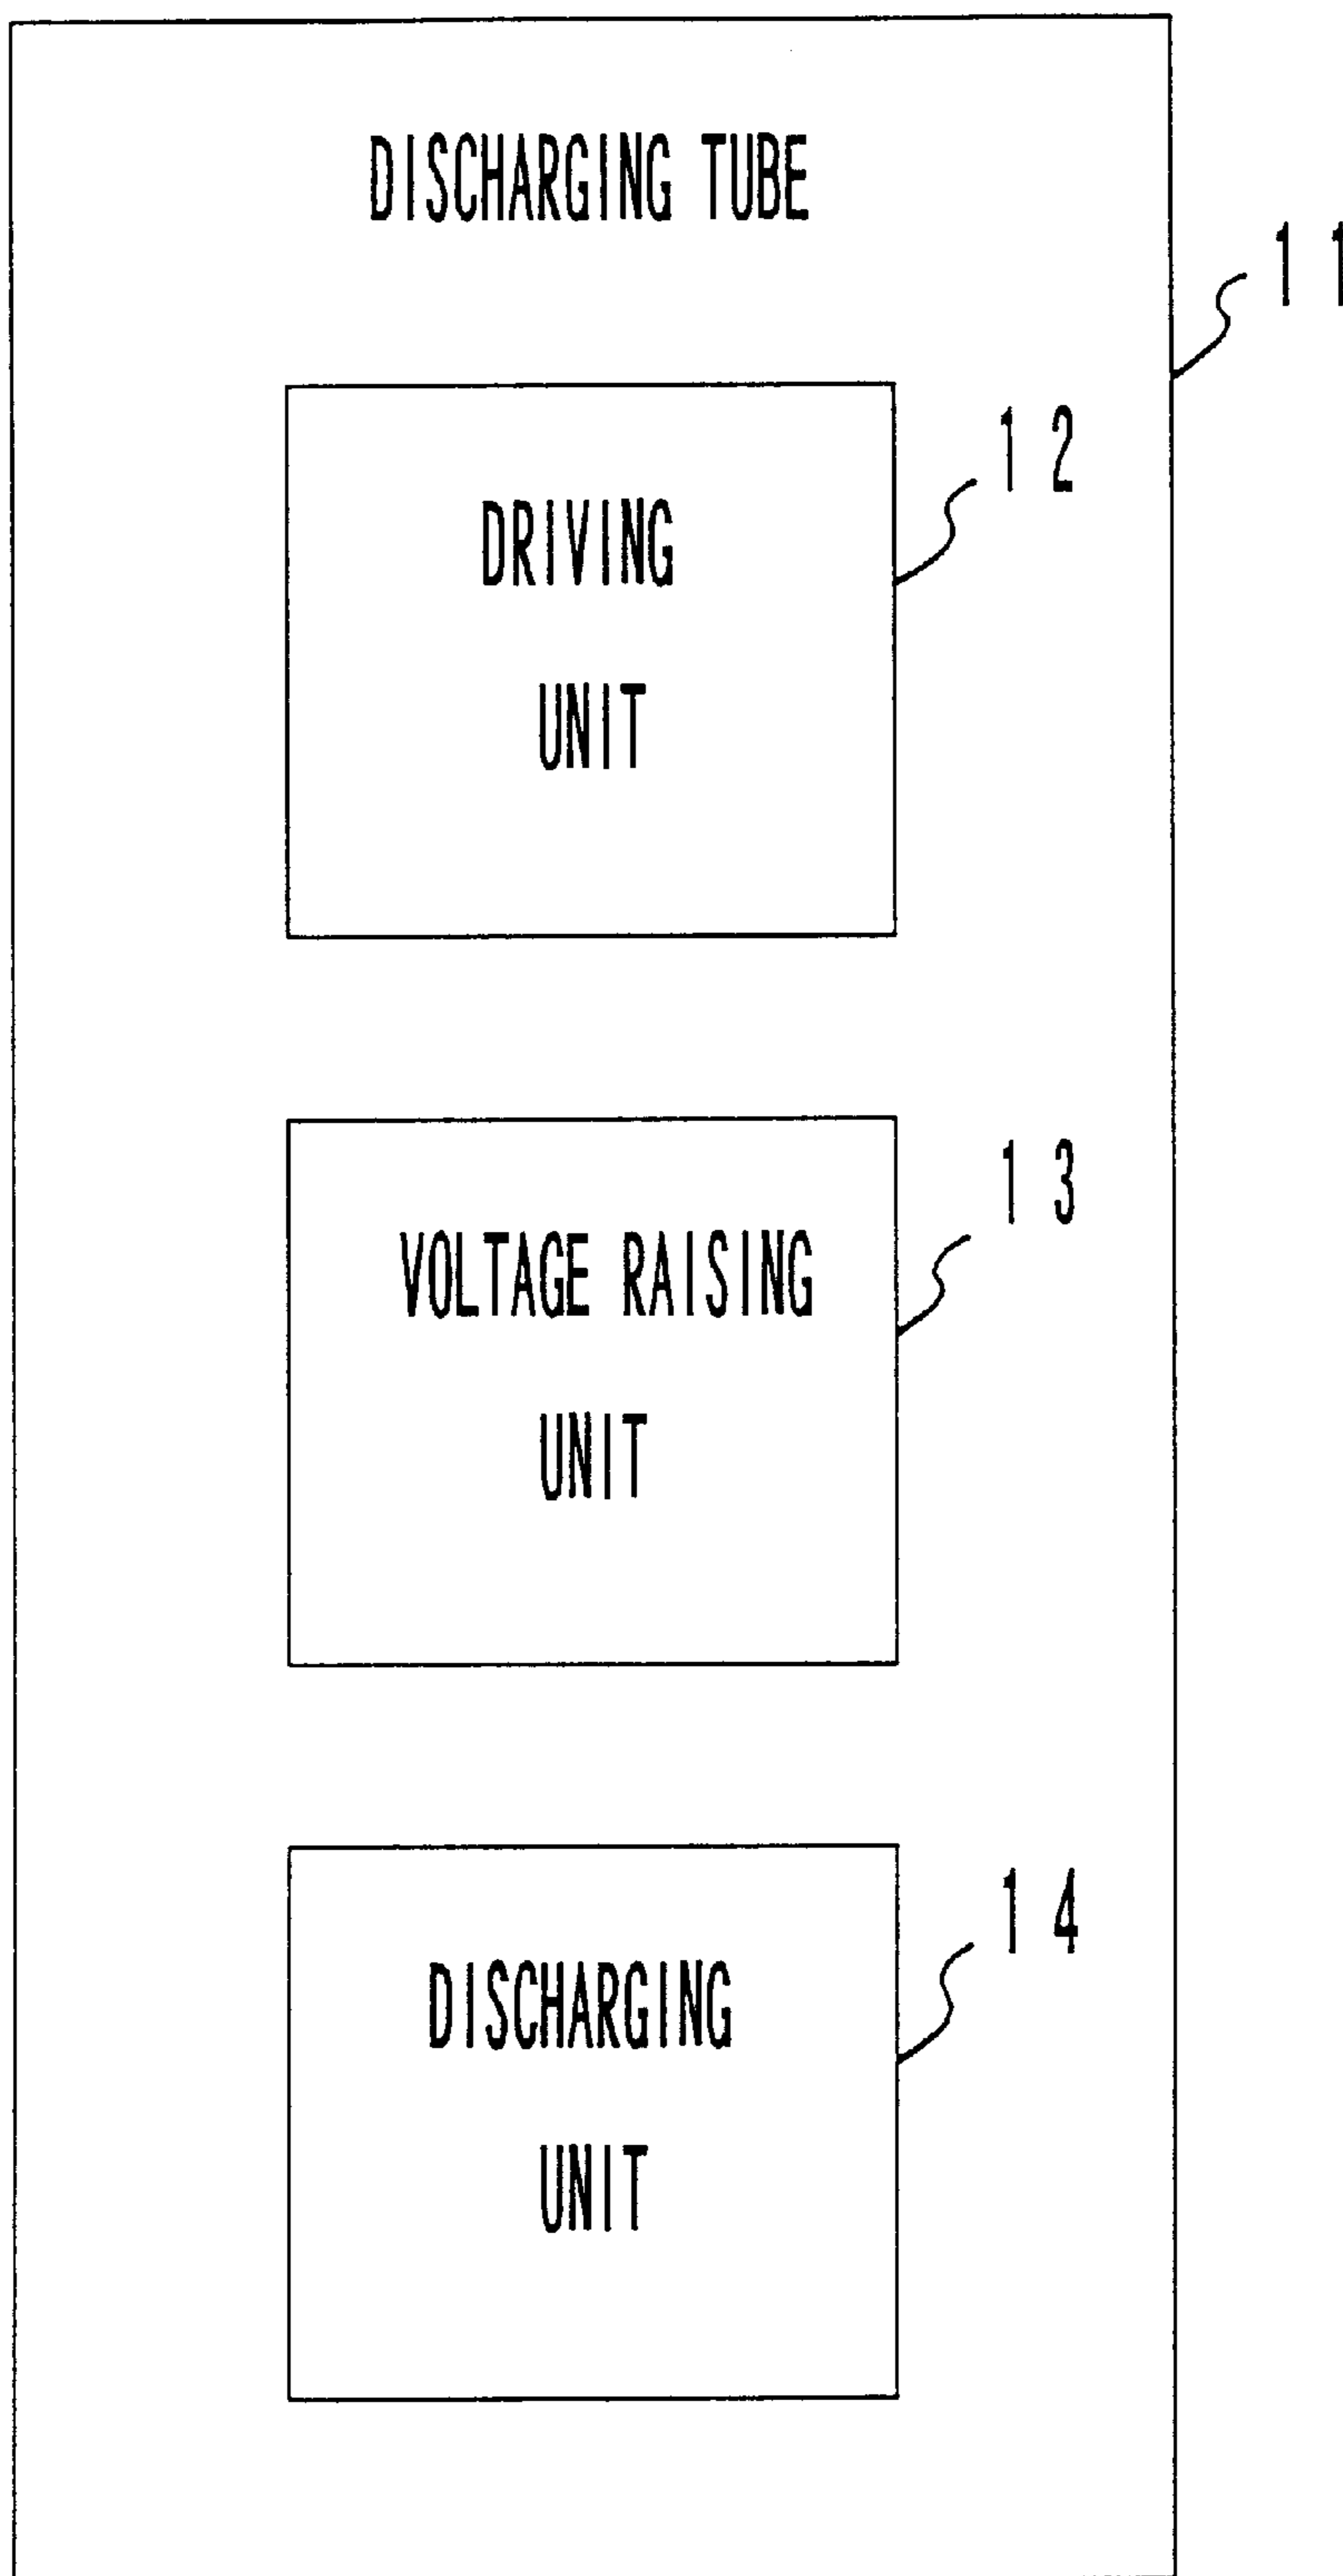 DISCHARGING TUBE
11
DRIVING
UNIT
12
VOLTAGE RAISING
UNIT
13
DISCHARGING
UNIT
14